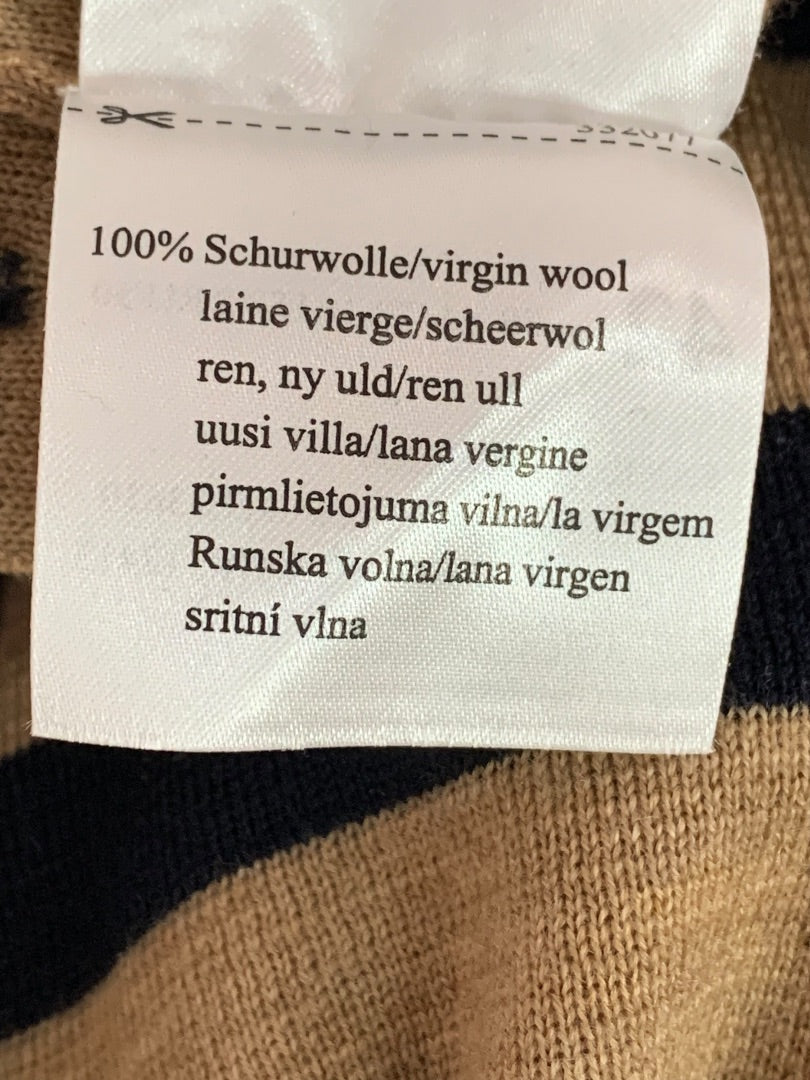 100% Schurwolle/virgin wool
laine vierge/scheerwol
ren, ny uld/ren ull
uusi villa/lana vergine
pirmlietojuma vilna/la virgem
Runska volna/lana virgen
sritní vlna